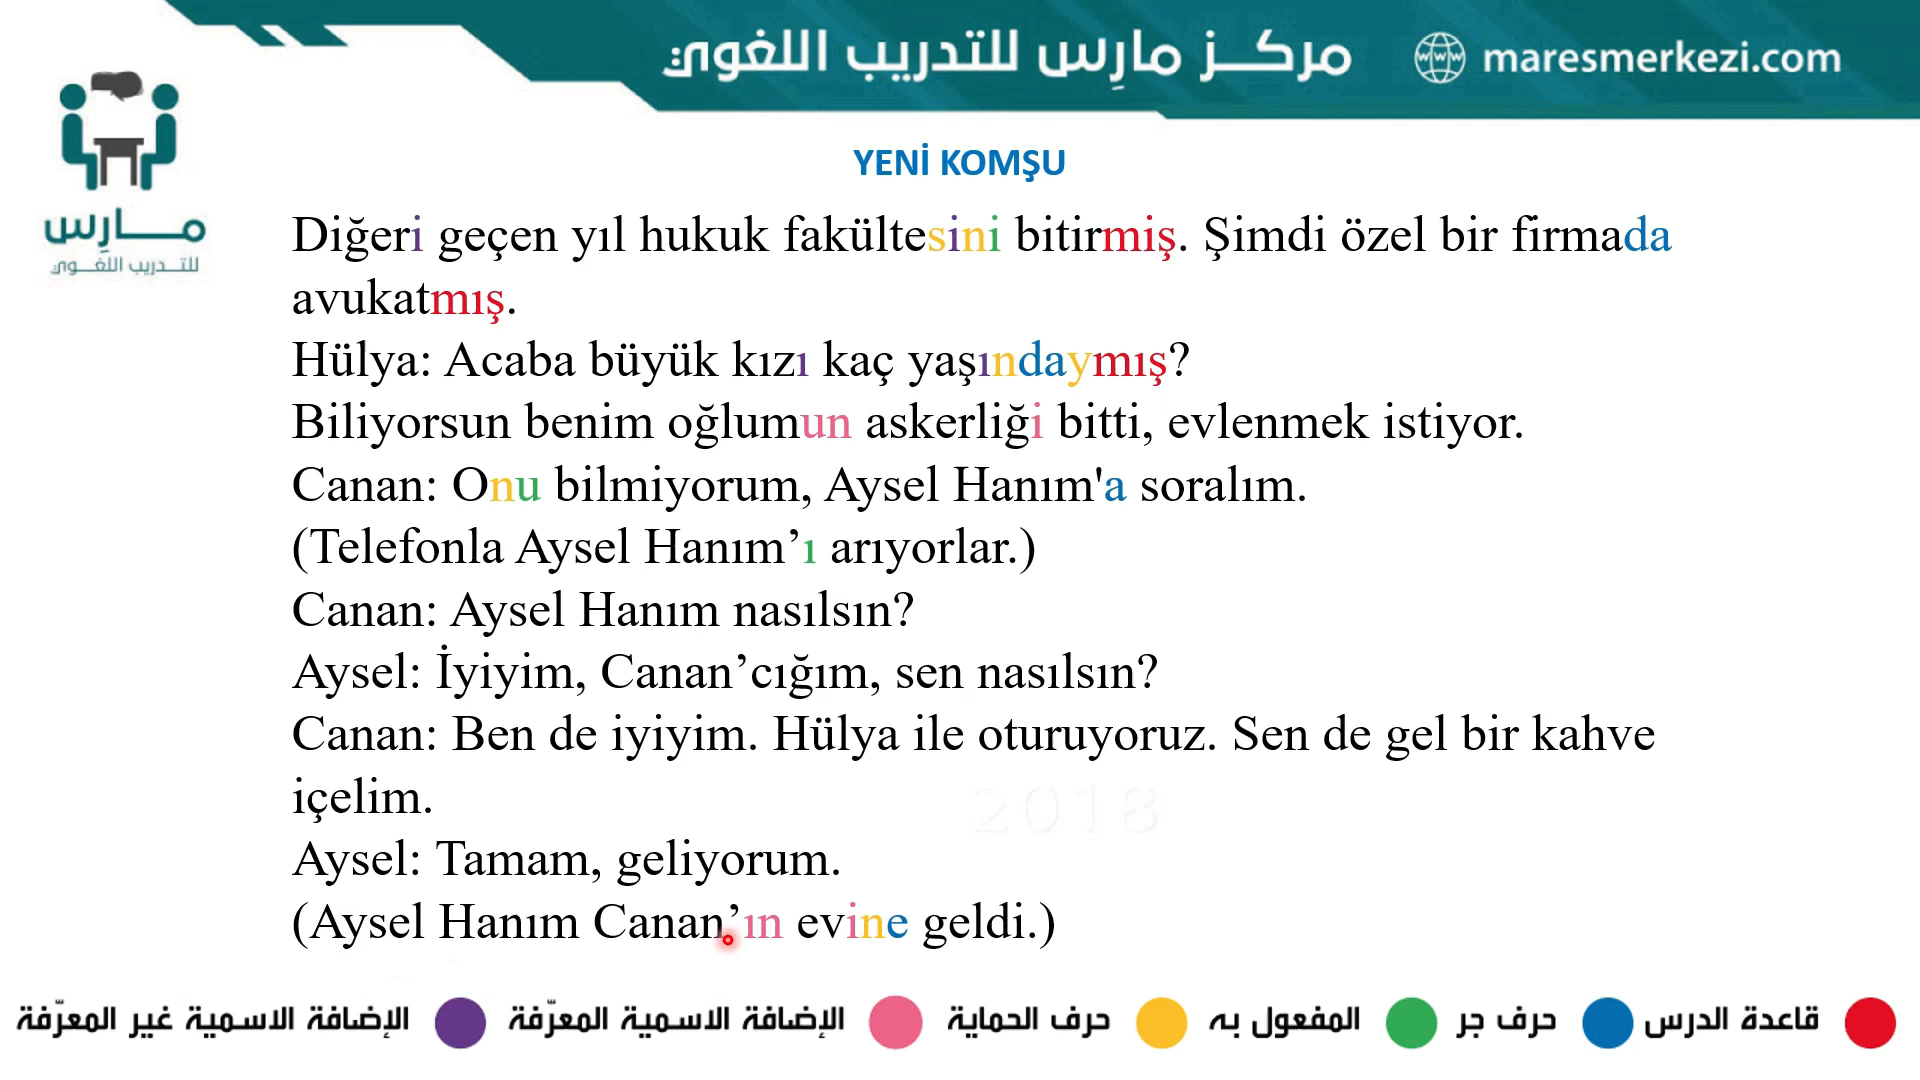 مركز مارِس للتدريب اللغوي
www
maresmerkezi.com
مــارِس
للتـدريب اللغـوي
YENİ KOMŞU
Diğeri geçen yıl hukuk fakültesini bitirmiş. Şimdi özel bir firmada
avukatmış.
Hülya: Acaba büyük kızı kaç yaşındaymış?
Biliyorsun benim oğlumun askerliği bitti, evlenmek istiyor.
Canan: Onu bilmiyorum, Aysel Hanım'a soralım.
(Telefonla Aysel Hanım’ı arıyorlar.)
Canan: Aysel Hanım nasılsın?
Aysel: İyiyim, Canan’cığım, sen nasılsın?
Canan: Ben de iyiyim. Hülya ile oturuyoruz. Sen de gel bir kahve
içelim.
2018
Aysel: Tamam, geliyorum.
(Aysel Hanım Canan’ın evine geldi.)
قاعدة الدرس حرف جر المفعول به حرف الحماية الإضافة الاسمية المعرّفة الإضافة الاسمية غير المعرّفة